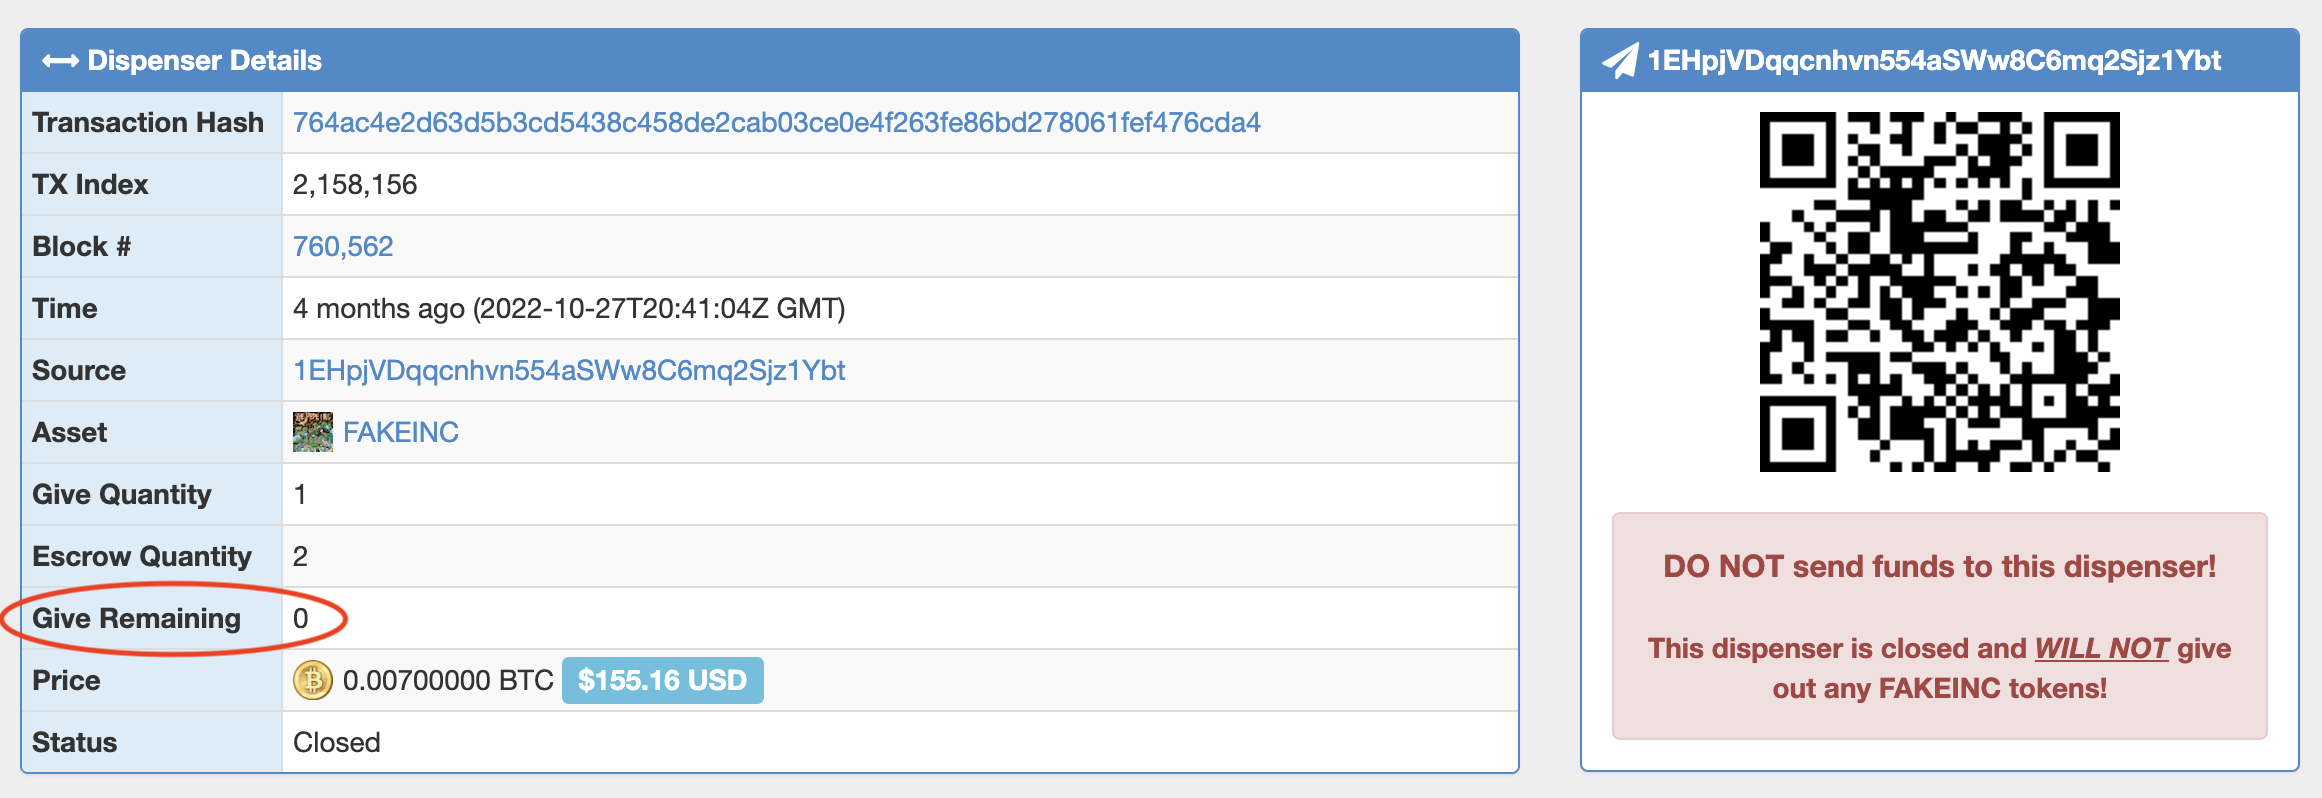 Dispenser Details
Transaction Hash 764ac4e2d63d5b3cd5438c458de2cab03ce0e4f263fe86bd278061fef476cda4
TX Index 2,158,156
Block # 760,562
Time 4 months ago (2022-10-27T20:41:04Z GMT)
Source 1EHpjVDqqcnhvn554aSWw8C6mq2Sjz1Ybt
Asset FAKEINC
Give Quantity 1
Escrow Quantity 2
Give Remaining 0
Price 0.00700000 BTC $155.16 USD
Status Closed
1EHpjVDqqcnhvn554aSWw8C6mq2Sjz1Ybt
DO NOT send funds to this dispenser!
This dispenser is closed and WILL NOT give
out any FAKEINC tokens!